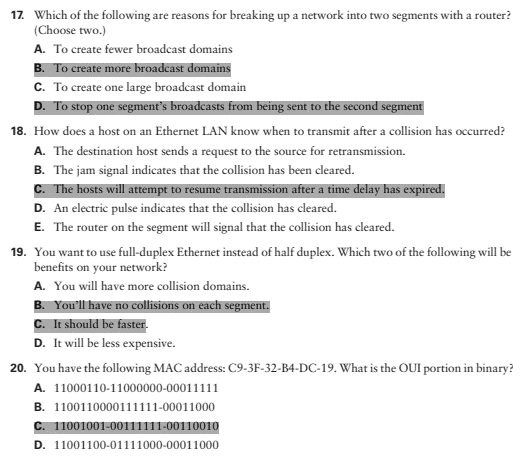 17. Which of the following are reasons for breaking up a network into two segments with a router?
(Choose two.)
A. To create fewer broadcast domains
B. To create more broadcast domains
C. To create one large broadcast domain
D. To stop one segment's broadcasts from being sent to the second segment
18. How does a host on an Ethernet LAN know when to transmit after a collision has occurred?
A. The destination host sends a request to the source for retransmission.
B. The jam signal indicates that the collision has been cleared.
C. The hosts will attempt to resume transmission after a time delay has expired.
D. An electric pulse indicates that the collision has cleared.
E. The router on the segment will signal that the collision has cleared.
19. You want to use full-duplex Ethernet instead of half duplex. Which two of the following will be
benefits on your network?
A. You will have more collision domains.
B. You'll have no collisions on each segment.
C. It should be faster.
D. It will be less expensive.
20. You have the following MAC address: C9-3F-32-B4-DC-19. What is the OUI portion in binary?
A. 11000110-11000000-00011111
B. 1100110000111111-00011000
C. 11001001-00111111-00110010
D. 11001100-01111000-00011000